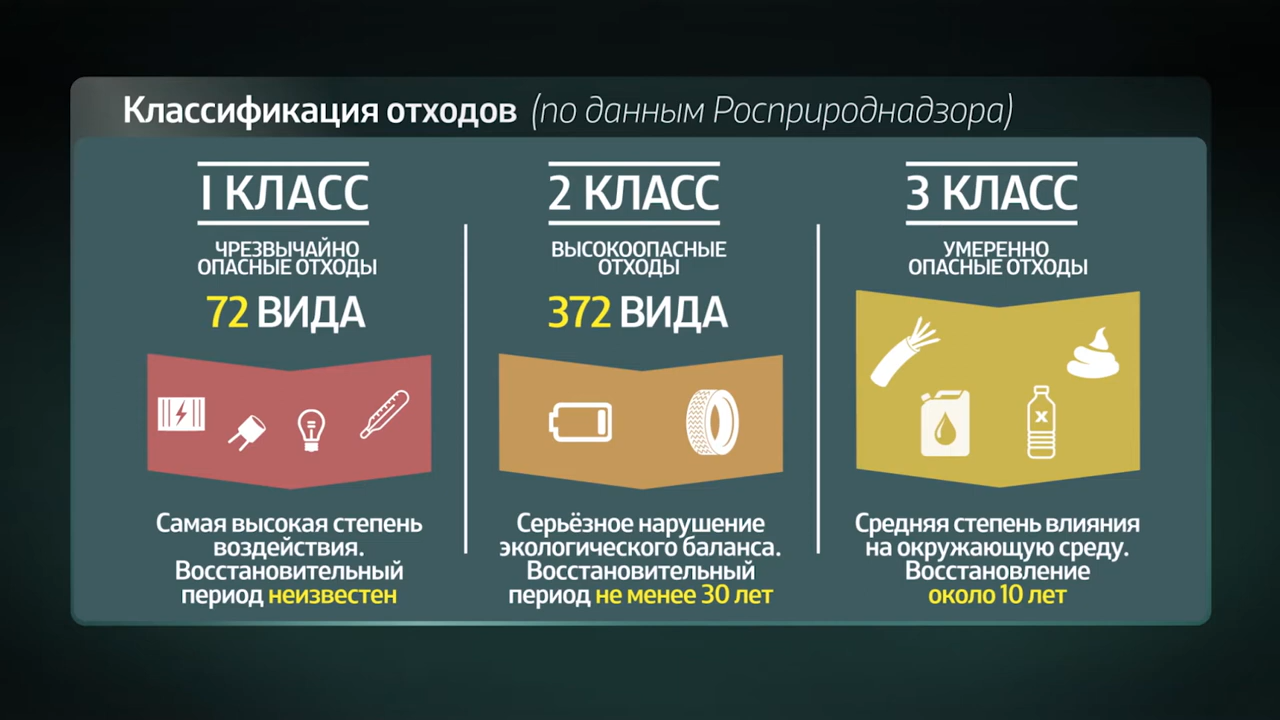 Классификация отходов (по данным Росприроднадзора)
1 КЛАСС
ЧРЕЗВЫЧАЙНО
ОПАСНЫЕ ОТХОДЫ
72 ВИДА
Самая высокая степень
воздействия.
Восстановительный
период неизвестен
2 КЛАСС
ВЫСОКООПАСНЫЕ
ОТХОДЫ
372 ВИДА
Серьёзное нарушение
экологического баланса.
Восстановительный
период не менее 30 лет
3 КЛАСС
УМЕРЕННО
ОПАСНЫЕ ОТХОДЫ
X
Средняя степень влияния
на окружающую среду.
Восстановление
около 10 лет